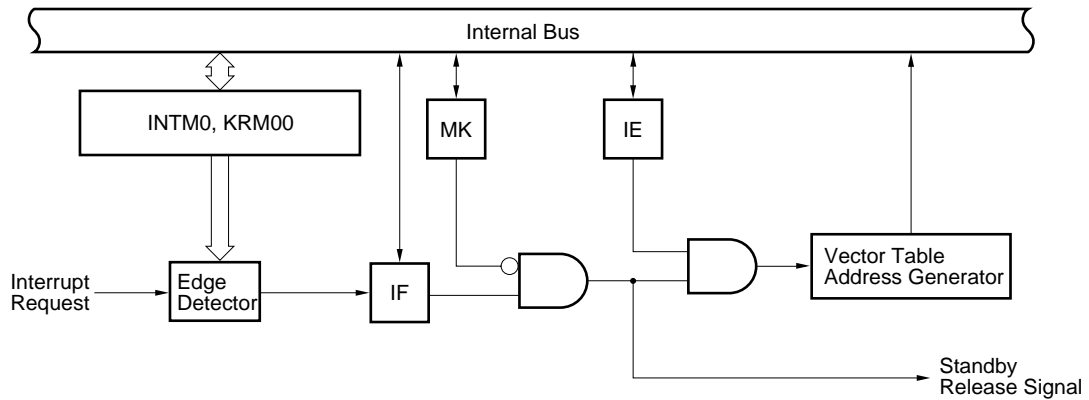 Internal Bus
INTM0, KRM00
MK
IE
Interrupt
Request
Edge
Detector
IF
Vector Table
Address Generator
Standby
Release Signal